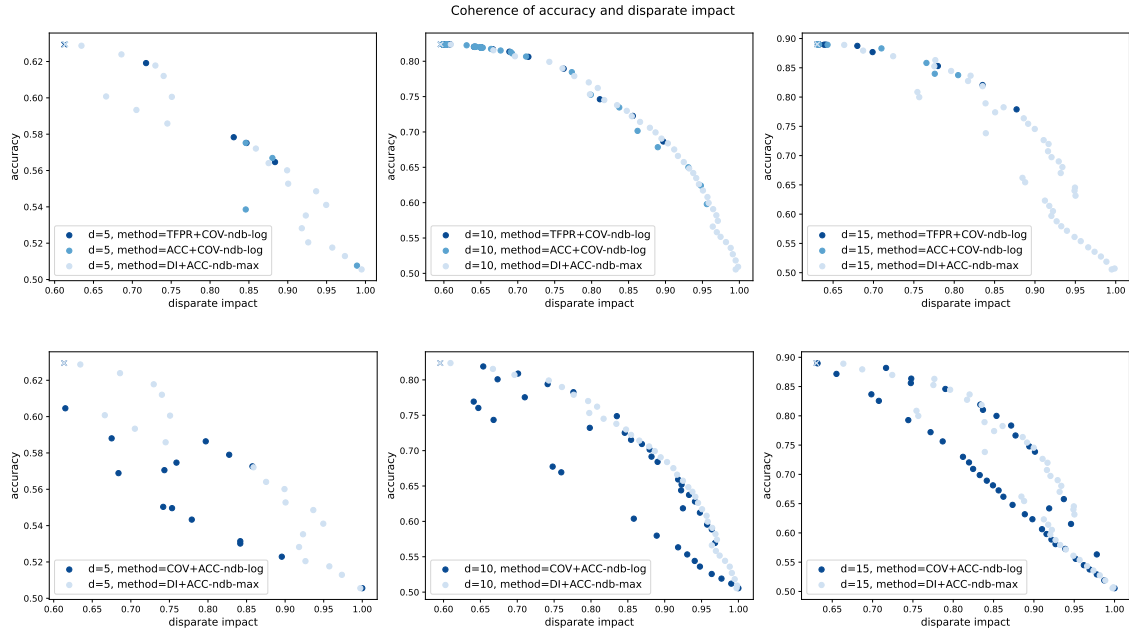 Coherence of accuracy and disparate impact
accuracy
0.62
0.60
0.58
0.56
0.54
0.52
0.50
d=5, method=TFPR+COV-ndb-log
d=5, method=ACC+COV-ndb-log
d=5, method=DI+ACC-ndb-max
0.60 0.65 0.70 0.75 0.80 0.85 0.90 0.95 1.00
disparate impact
accuracy
0.80
0.75
0.70
0.65
0.60
0.55
0.50
d=10, method=TFPR+COV-ndb-log
d=10, method=ACC+COV-ndb-log
d=10, method=DI+ACC-ndb-max
0.60 0.65 0.70 0.75 0.80 0.85 0.90 0.95 1.00
disparate impact
accuracy
0.90
0.85
0.80
0.75
0.70
0.65
0.60
0.55
0.50
d=15, method=TFPR+COV-ndb-log
d=15, method=ACC+COV-ndb-log
d=15, method=DI+ACC-ndb-max
0.65 0.70 0.75 0.80 0.85 0.90 0.95 1.00
disparate impact
accuracy
0.62
0.60
0.58
0.56
0.54
0.52
0.50
d=5, method=COV+ACC-ndb-log
d=5, method=DI+ACC-ndb-max
0.60 0.65 0.70 0.75 0.80 0.85 0.90 0.95 1.00
disparate impact
accuracy
0.80
0.75
0.70
0.65
0.60
0.55
0.50
d=10, method=COV+ACC-ndb-log
d=10, method=DI+ACC-ndb-max
0.60 0.65 0.70 0.75 0.80 0.85 0.90 0.95 1.00
disparate impact
accuracy
0.90
0.85
0.80
0.75
0.70
0.65
0.60
0.55
0.50
d=15, method=COV+ACC-ndb-log
d=15, method=DI+ACC-ndb-max
0.65 0.70 0.75 0.80 0.85 0.90 0.95 1.00
disparate impact